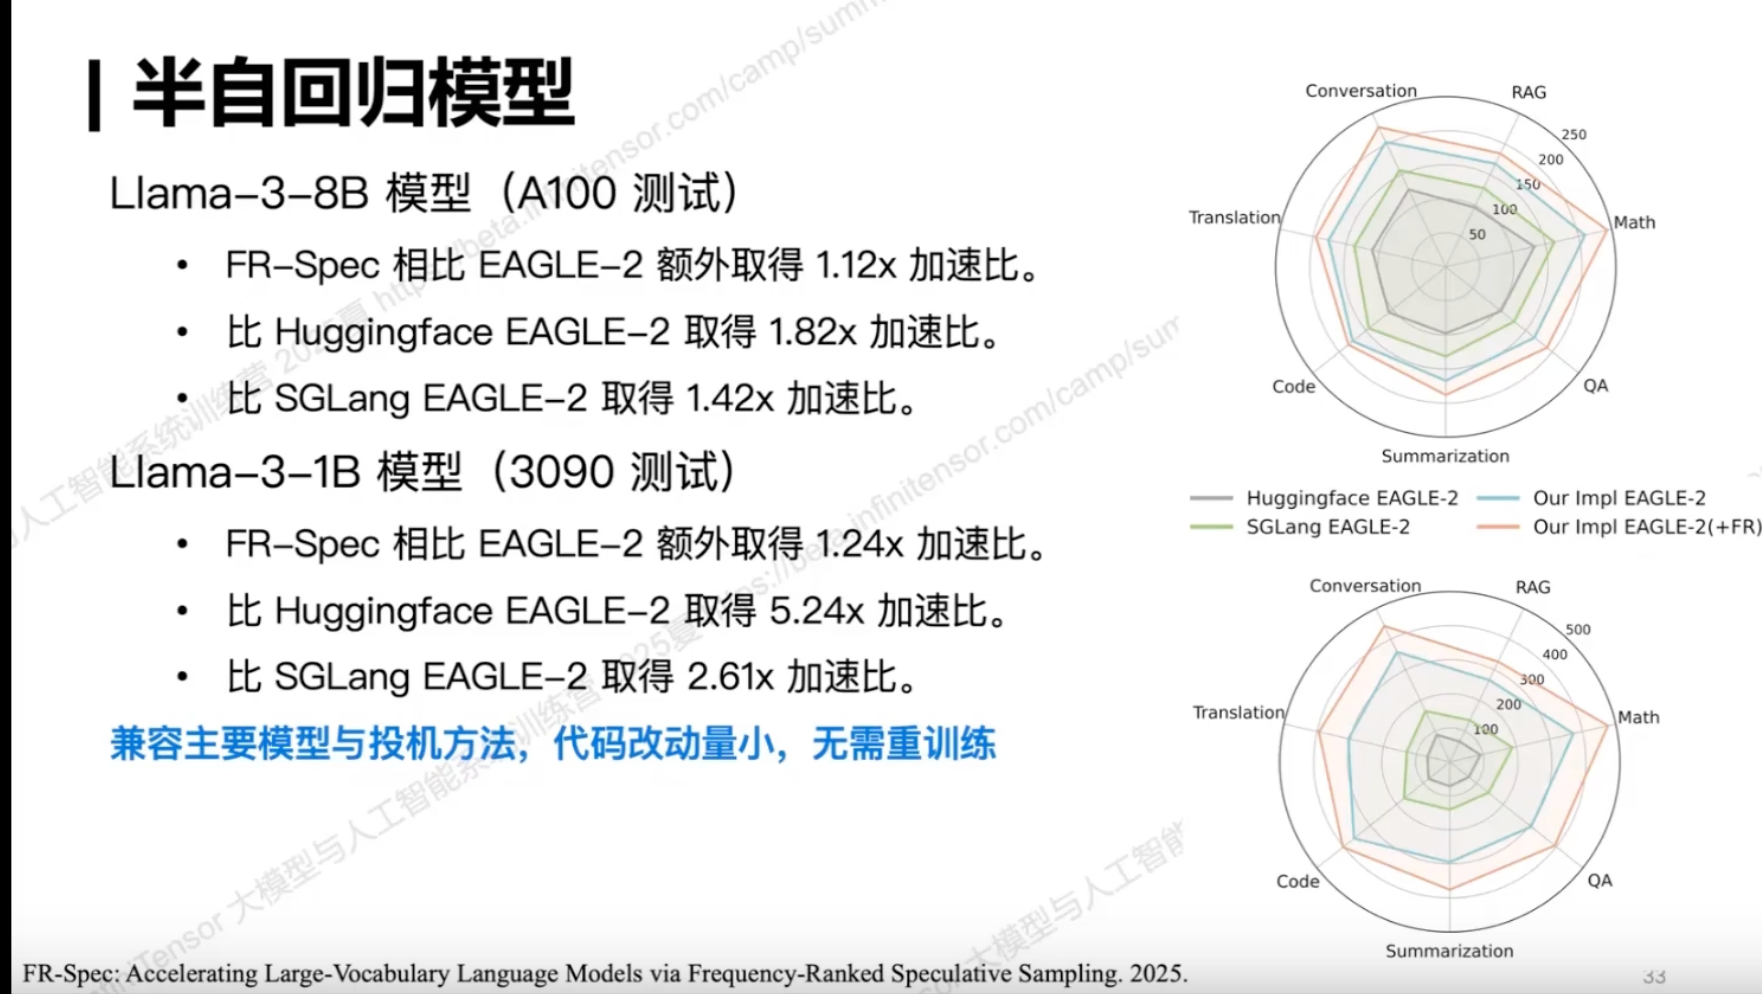 半自回归模型
Llama-3-8B 模型（A100 测试）
• FR-Spec 相比 EAGLE-2 额外取得 1.12x 加速比。
• 比 Huggingface EAGLE-2 取得 1.82x 加速比。
• 比 SGLang EAGLE-2 取得 1.42x 加速比。
Llama-3-1B 模型（3090 测试）
• FR-Spec 相比 EAGLE-2 额外取得 1.24x 加速比。
• 比 Huggingface EAGLE-2 取得 5.24x 加速比。
• 比 SGLang EAGLE-2 取得 2.61x 加速比。
兼容主要模型与投机方法，代码改动量小，无需重训练
Conversation
RAG
250
200
150
100
50
Translation
Math
Code
QA
Summarization
Huggingface EAGLE-2
Our Impl EAGLE-2
SGLang EAGLE-2
Our Impl EAGLE-2(+FR)
Conversation
RAG
500
400
300
200
100
Translation
Math
Code
QA
Summarization
FR-Spec: Accelerating Large-Vocabulary Language Models via Frequency-Ranked Speculative Sampling. 2025.
33